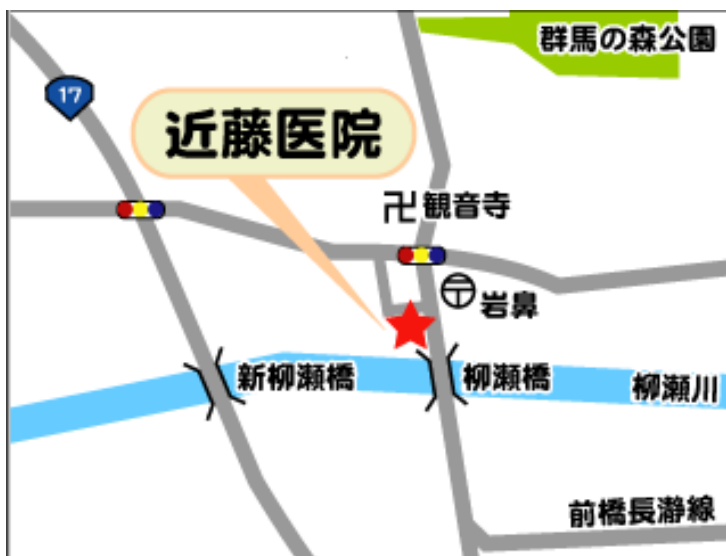 群馬の森公園
17
近藤医院
卍観音寺
岩鼻
新柳瀬橋
柳瀬橋
柳瀬川
前橋長瀞線